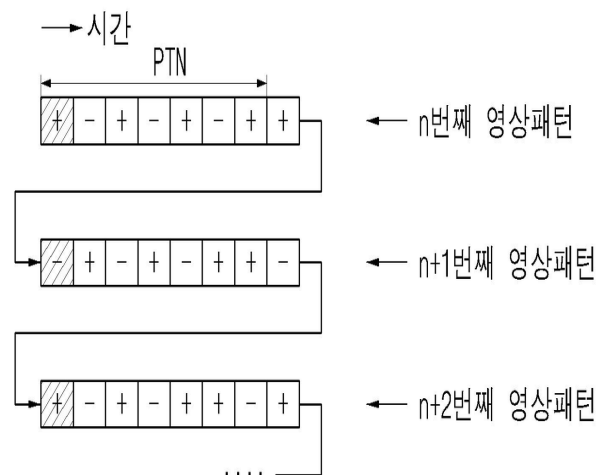 → 시간
PTN
+ - + - + - + + ← n번째 영상패턴
- + - + - + + - ← n+1번째 영상패턴
+ - + - + + - + ← n+2번째 영상패턴